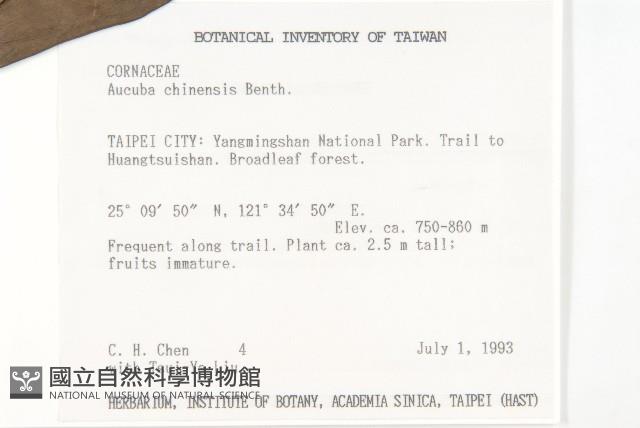 BOTANICAL INVENTORY OF TAIWAN
CORNACEAE
Aucuba chinensis Benth.
TAIPEI CITY: Yangmingshan National Park. Trail to
Huangtsuishan. Broadleaf forest.
25° 09′ 50″ N, 121° 34′ 50″ E.
Elev. ca. 750-860 m
Frequent along trail. Plant ca. 2.5 m tall;
fruits immature.
C. H. Chen 4 July 1, 1993
with
國立自然科學博物館
NATIONAL MUSEUM OF NATURAL SCIENCE
HERBARIUM, INSTITUTE OF BOTANY, ACADEMIA SINICA, TAIPEI (HAST)